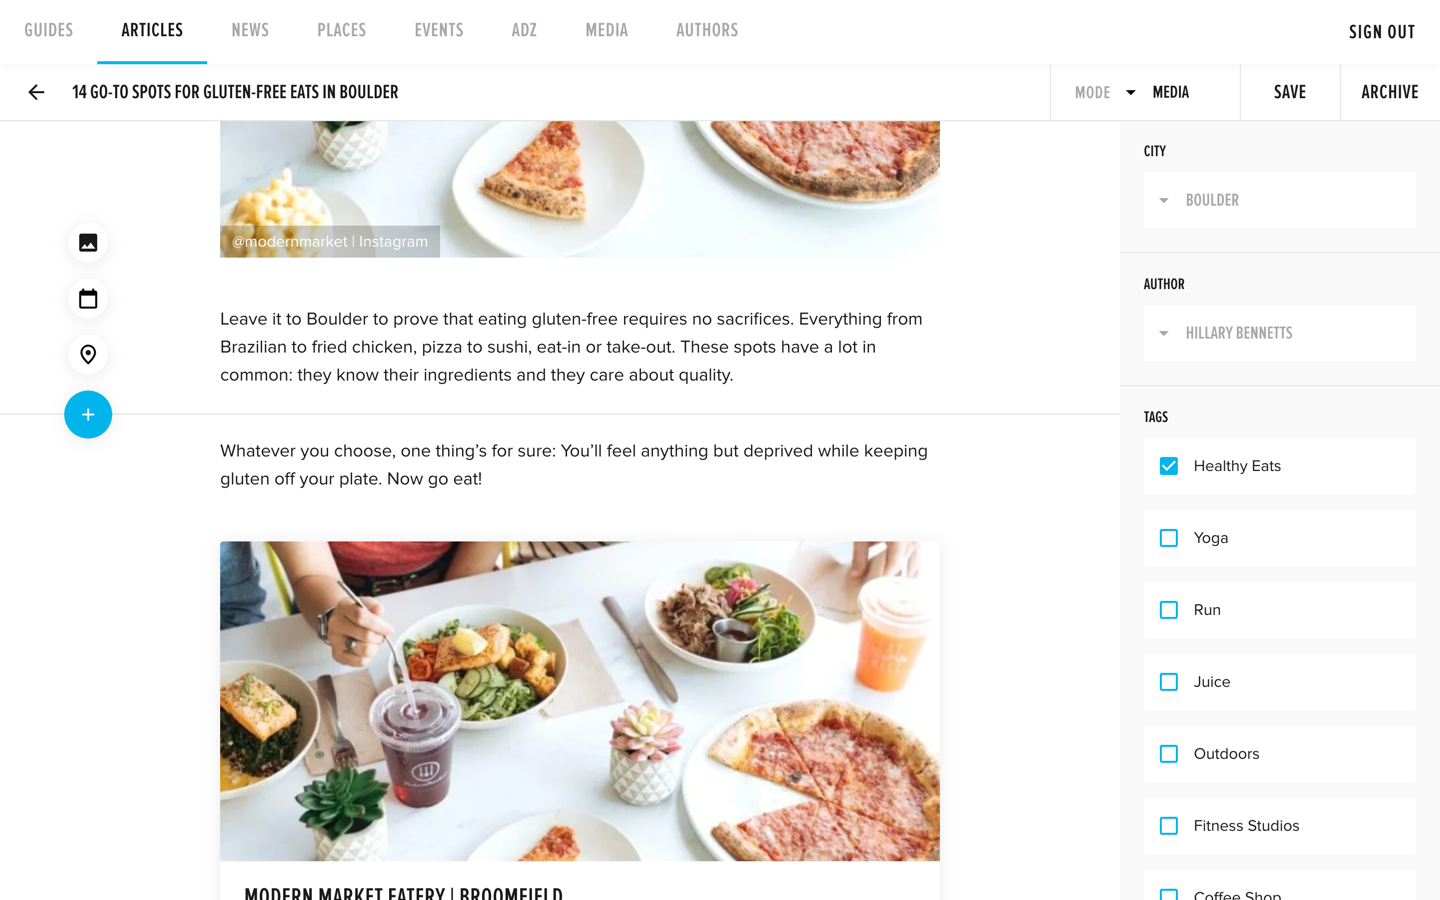 GUIDES ARTICLES NEWS PLACES EVENTS ADZ MEDIA AUTHORS SIGN OUT
14 GO-TO SPOTS FOR GLUTEN-FREE EATS IN BOULDER MODE MEDIA SAVE ARCHIVE
@modernmarket | Instagram
Leave it to Boulder to prove that eating gluten-free requires no sacrifices. Everything from
Brazilian to fried chicken, pizza to sushi, eat-in or take-out. These spots have a lot in
common: they know their ingredients and they care about quality.
Whatever you choose, one thing’s for sure: You’ll feel anything but deprived while keeping
gluten off your plate. Now go eat!
MODERN MARKET EATERY | BROOMFIELD
CITY
BOULDER
AUTHOR
HILLARY BENNETTS
TAGS
Healthy Eats
Yoga
Run
Juice
Outdoors
Fitness Studios
Coffee Shop